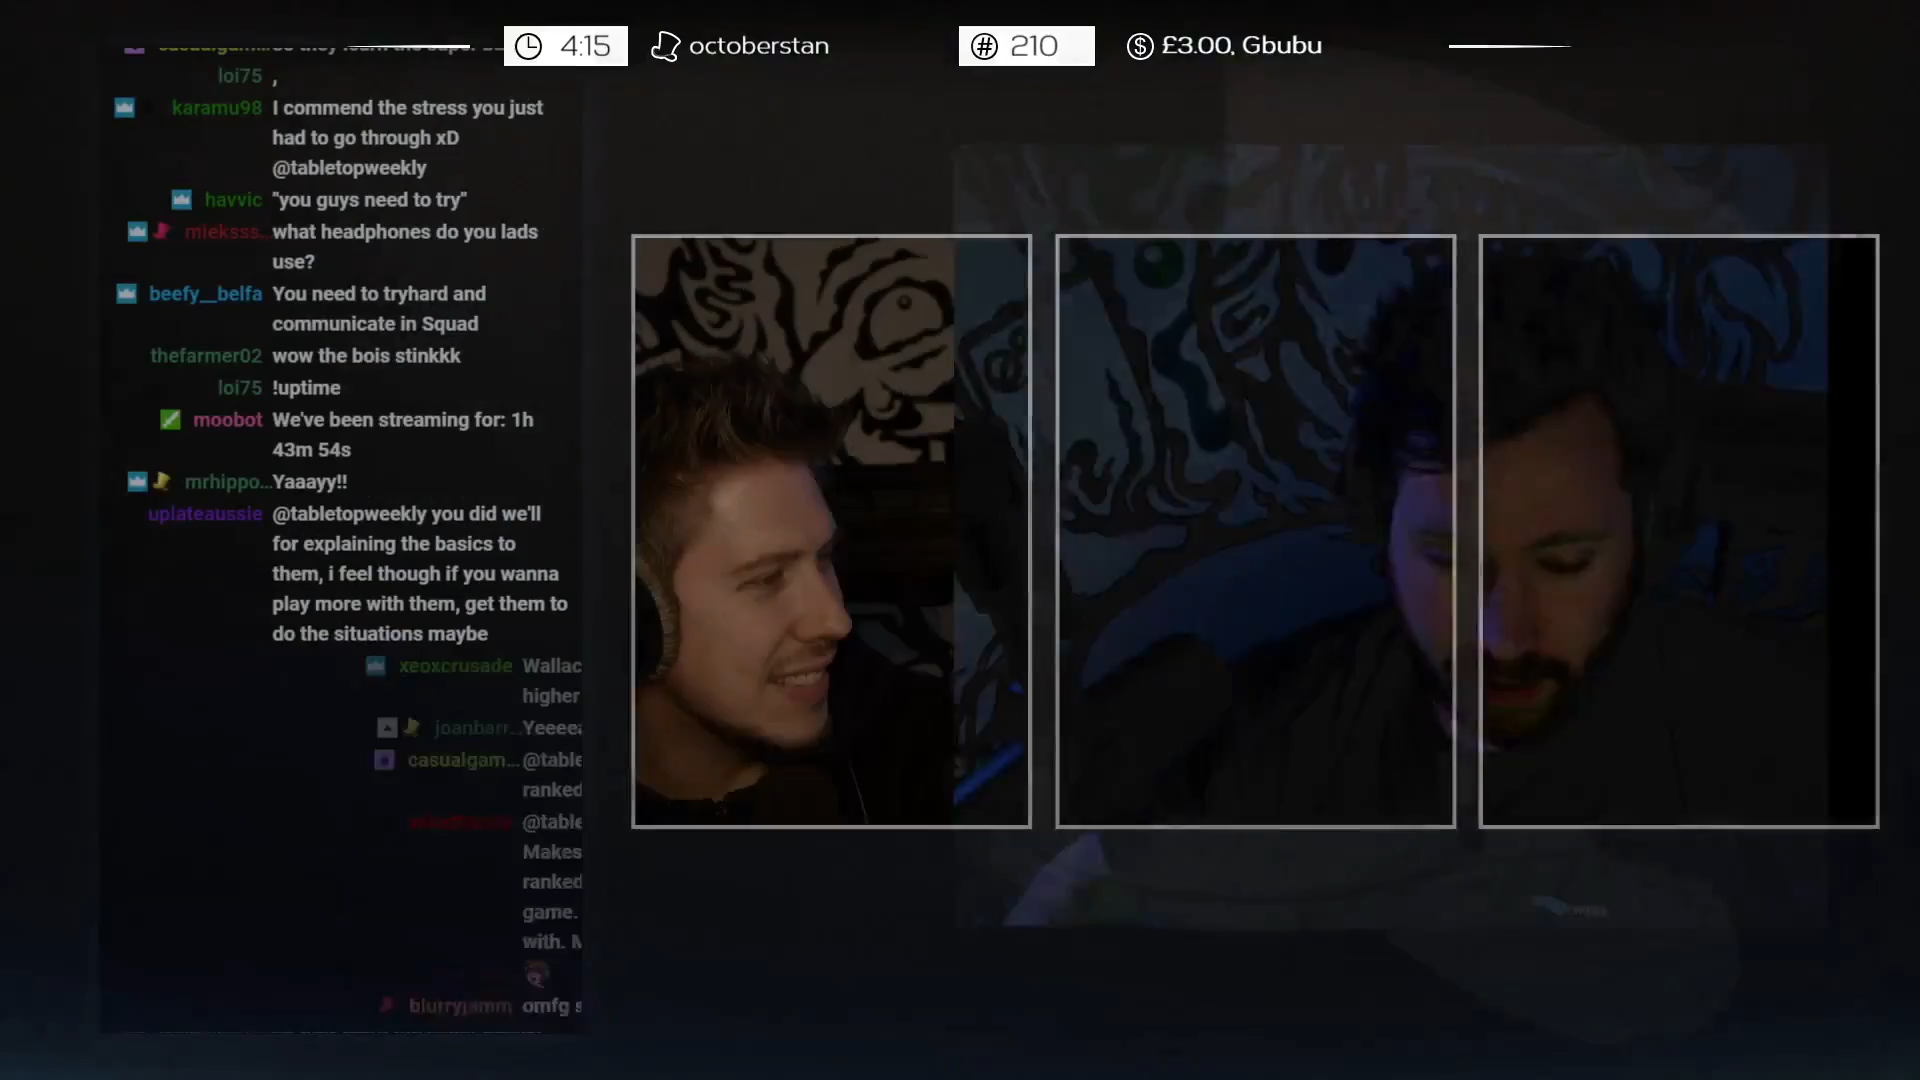 4:15 octoberstan # 210 $ £3.00, Gbubu
loi75 ,
karamu98 I commend the stress you just
had to go through xD
@tabletopweekly
havvic "you guys need to try"
mieksss... what headphones do you lads
use?
beefy__belfa You need to tryhard and
communicate in Squad
thefarmer02 wow the bois stinkkk
loi75 !uptime
moobot We've been streaming for: 1h
43m 54s
mrhippo... Yaaayy!!
uplateaussie @tabletopweekly you did we'll
for explaining the basics to
them, i feel though if you wanna
play more with them, get them to
do the situations maybe
xeoxcrusade Wallac
higher
joanbarr... Yeeeea
casualgam... @table
ranked
@table
Makes
ranked
game.
with. M
blurryjamm omfg s